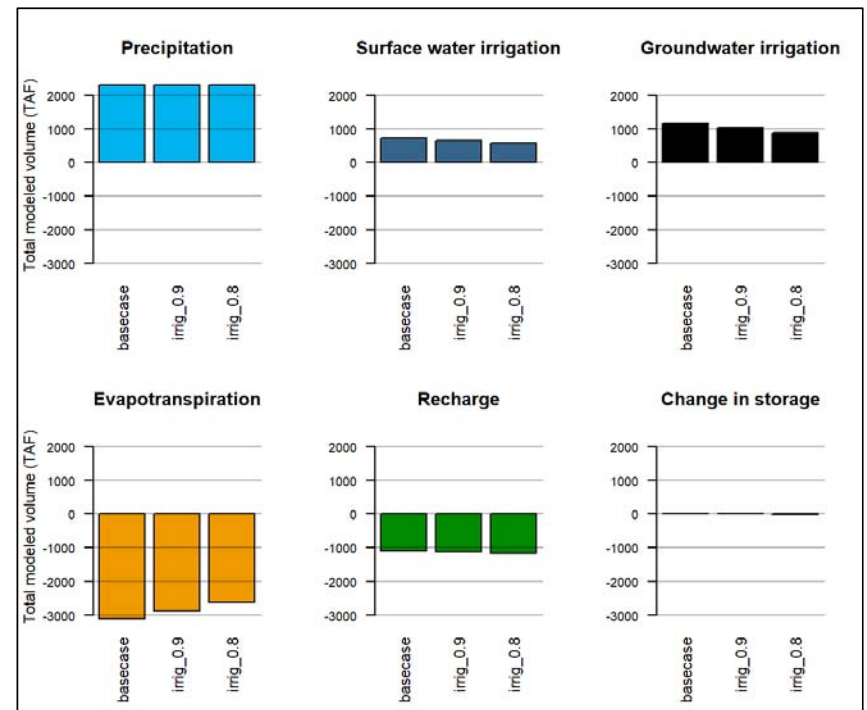 Precipitation
Surface water irrigation
Groundwater irrigation
Total modeled volume (TAF)
2000
1000
0
-1000
-2000
-3000
basecase
irrig_0.9
irrig_0.8
2000
1000
0
-1000
-2000
-3000
basecase
irrig_0.9
irrig_0.8
2000
1000
0
-1000
-2000
-3000
basecase
irrig_0.9
irrig_0.8
Evapotranspiration
Recharge
Change in storage
Total modeled volume (TAF)
2000
1000
0
-1000
-2000
-3000
basecase
irrig_0.9
irrig_0.8
2000
1000
0
-1000
-2000
-3000
basecase
irrig_0.9
irrig_0.8
2000
1000
0
-1000
-2000
-3000
basecase
irrig_0.9
irrig_0.8